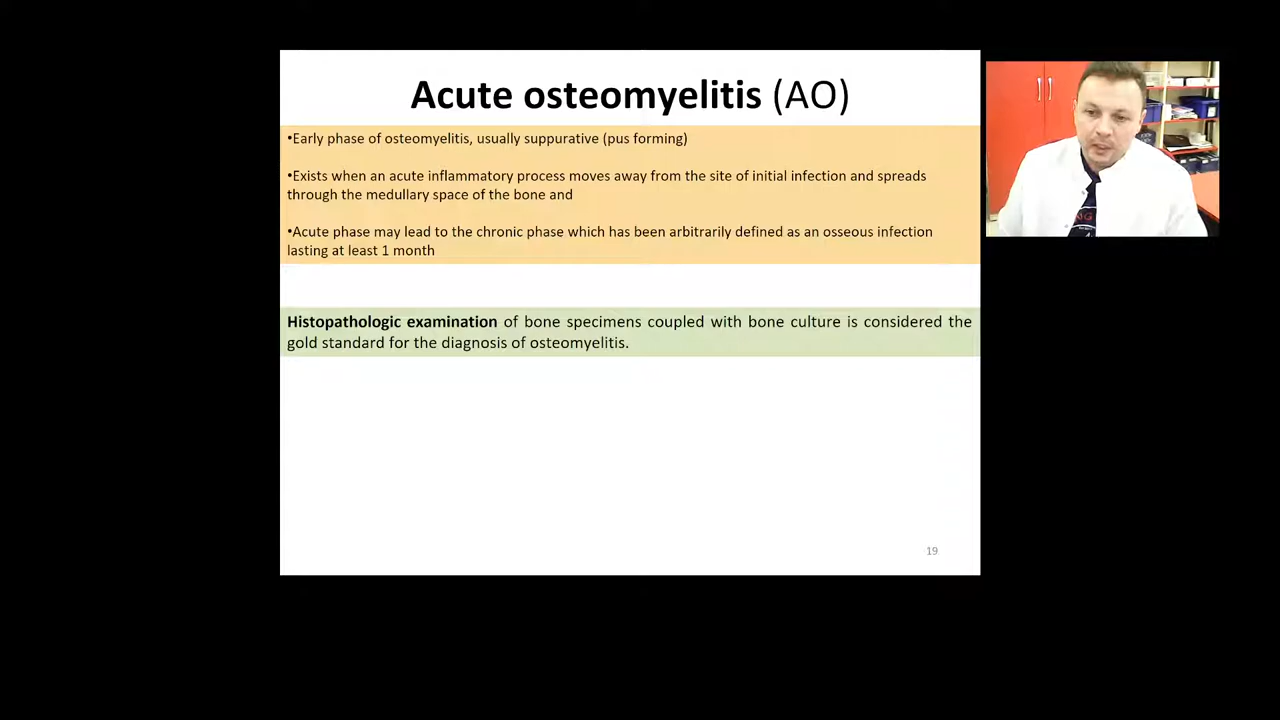 Acute osteomyelitis (AO)
•Early phase of osteomyelitis, usually suppurative (pus forming)
•Exists when an acute inflammatory process moves away from the site of initial infection and spreads
through the medullary space of the bone and
•Acute phase may lead to the chronic phase which has been arbitrarily defined as an osseous infection
lasting at least 1 month
Histopathologic examination of bone specimens coupled with bone culture is considered the
gold standard for the diagnosis of osteomyelitis.
19